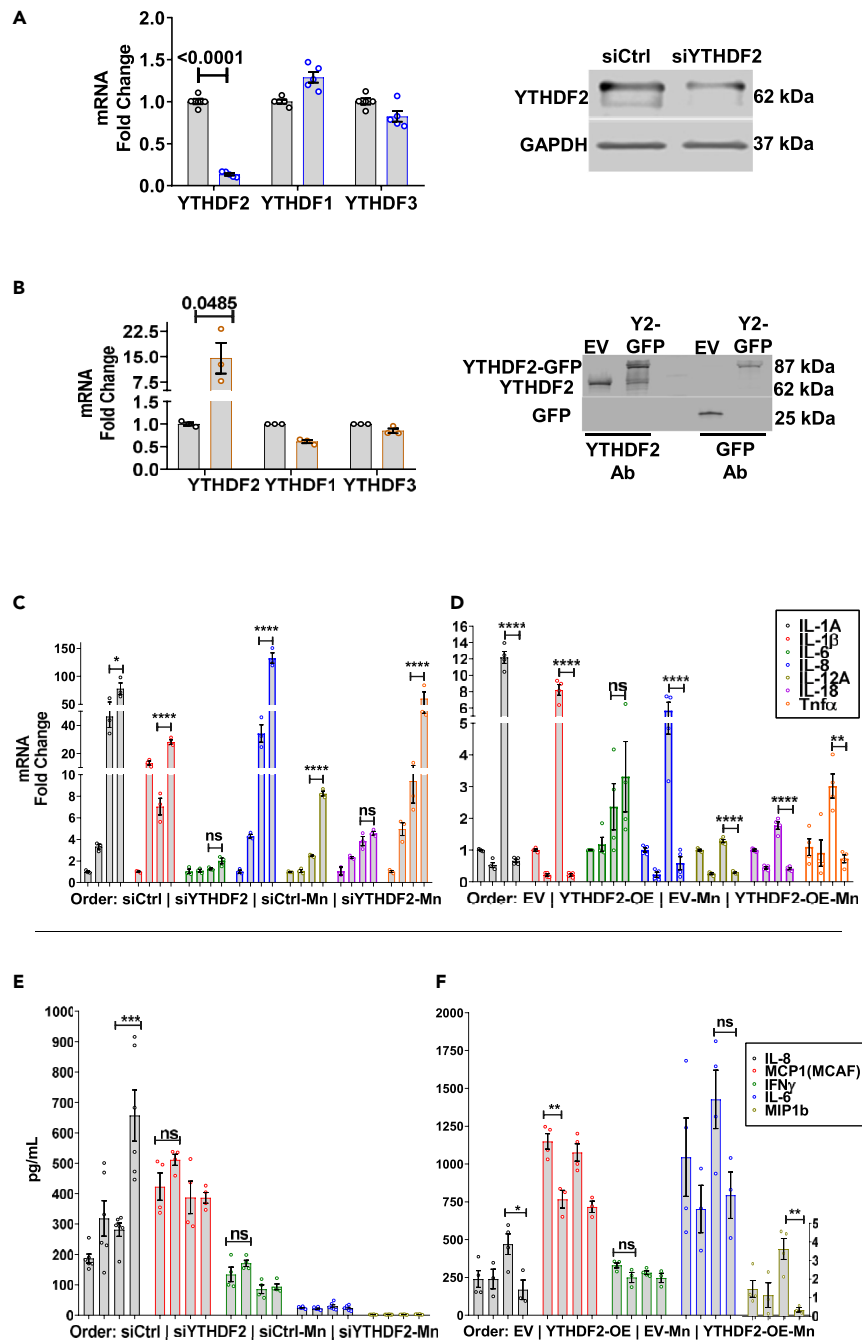 A
mRNA
Fold Change
2.0
1.5
1.0
0.5
0.0
<0.0001
YTHDF2 YTHDF1 YTHDF3
siCtrl siYTHDF2
YTHDF2 62 kDa
GAPDH 37 kDa
B
mRNA
Fold Change
22.5
15.0
7.5
1.0
0.5
0.0
0.0485
YTHDF2 YTHDF1 YTHDF3
EV Y2-GFP EV Y2-GFP
YTHDF2-GFP 87 kDa
YTHDF2 62 kDa
GFP 25 kDa
YTHDF2 Ab GFP Ab
C
mRNA
Fold Change
150
100
50
40
20
8
6
4
2
0
* **** ns **** **** ns ****
Order: siCtrl | siYTHDF2 | siCtrl-Mn | siYTHDF2-Mn
D
16
14
12
10
8
6
5
4
3
2
1
0
**** **** ns **** **** **** **
IL-1A
IL-1β
IL-6
IL-8
IL-12A
IL-18
Tnfα
Order: EV | YTHDF2-OE | EV-Mn | YTHDF2-OE-Mn
E
pg/mL
1000
900
800
700
600
500
400
300
200
100
0
*** ns ns
Order: siCtrl | siYTHDF2 | siCtrl-Mn | siYTHDF2-Mn
F
2000
1750
1500
1250
1000
750
500
250
0
* ** ns ns **
IL-8
MCP1(MCAF)
IFNγ
IL-6
MIP1b
5
4
3
2
1
0
Order: EV | YTHDF2-OE | EV-Mn | YTHDF2-OE-Mn